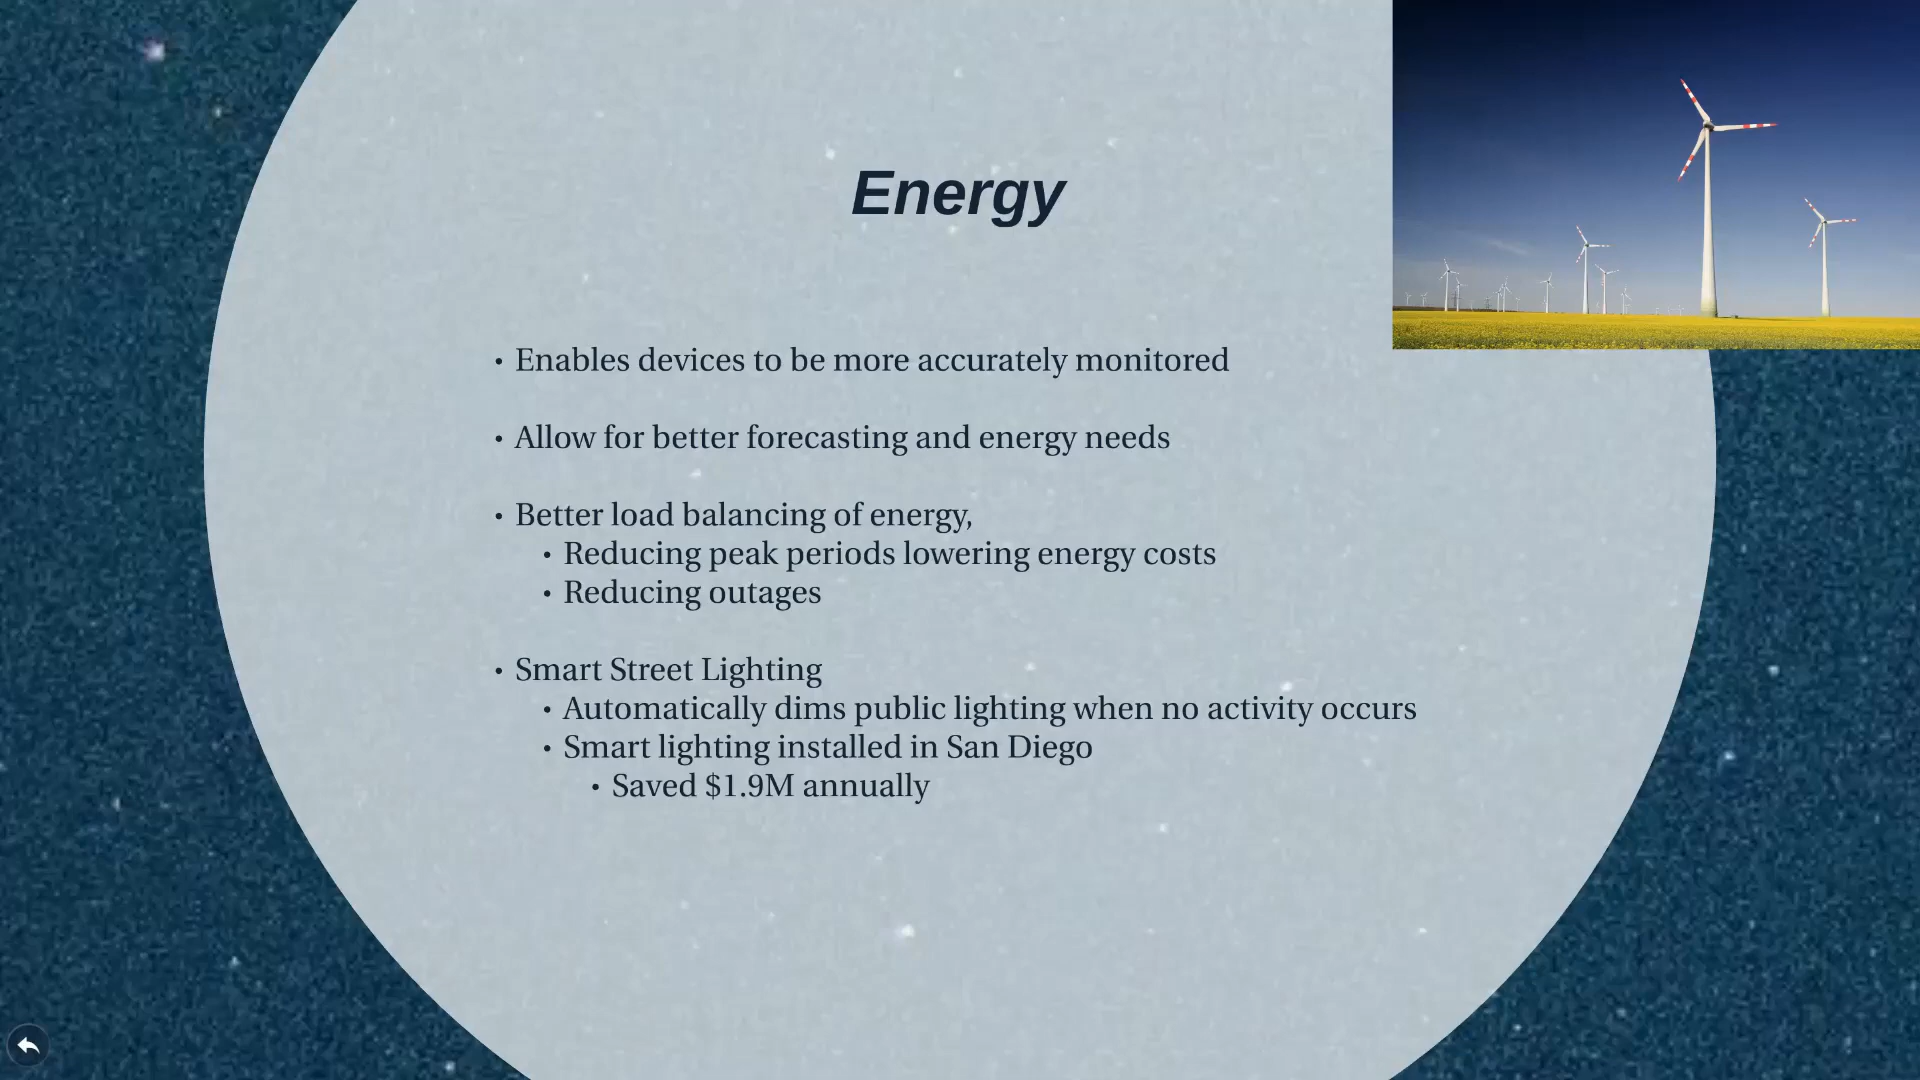 Energy
• Enables devices to be more accurately monitored
• Allow for better forecasting and energy needs
• Better load balancing of energy,
• Reducing peak periods lowering energy costs
• Reducing outages
• Smart Street Lighting
• Automatically dims public lighting when no activity occurs
• Smart lighting installed in San Diego
• Saved $1.9M annually